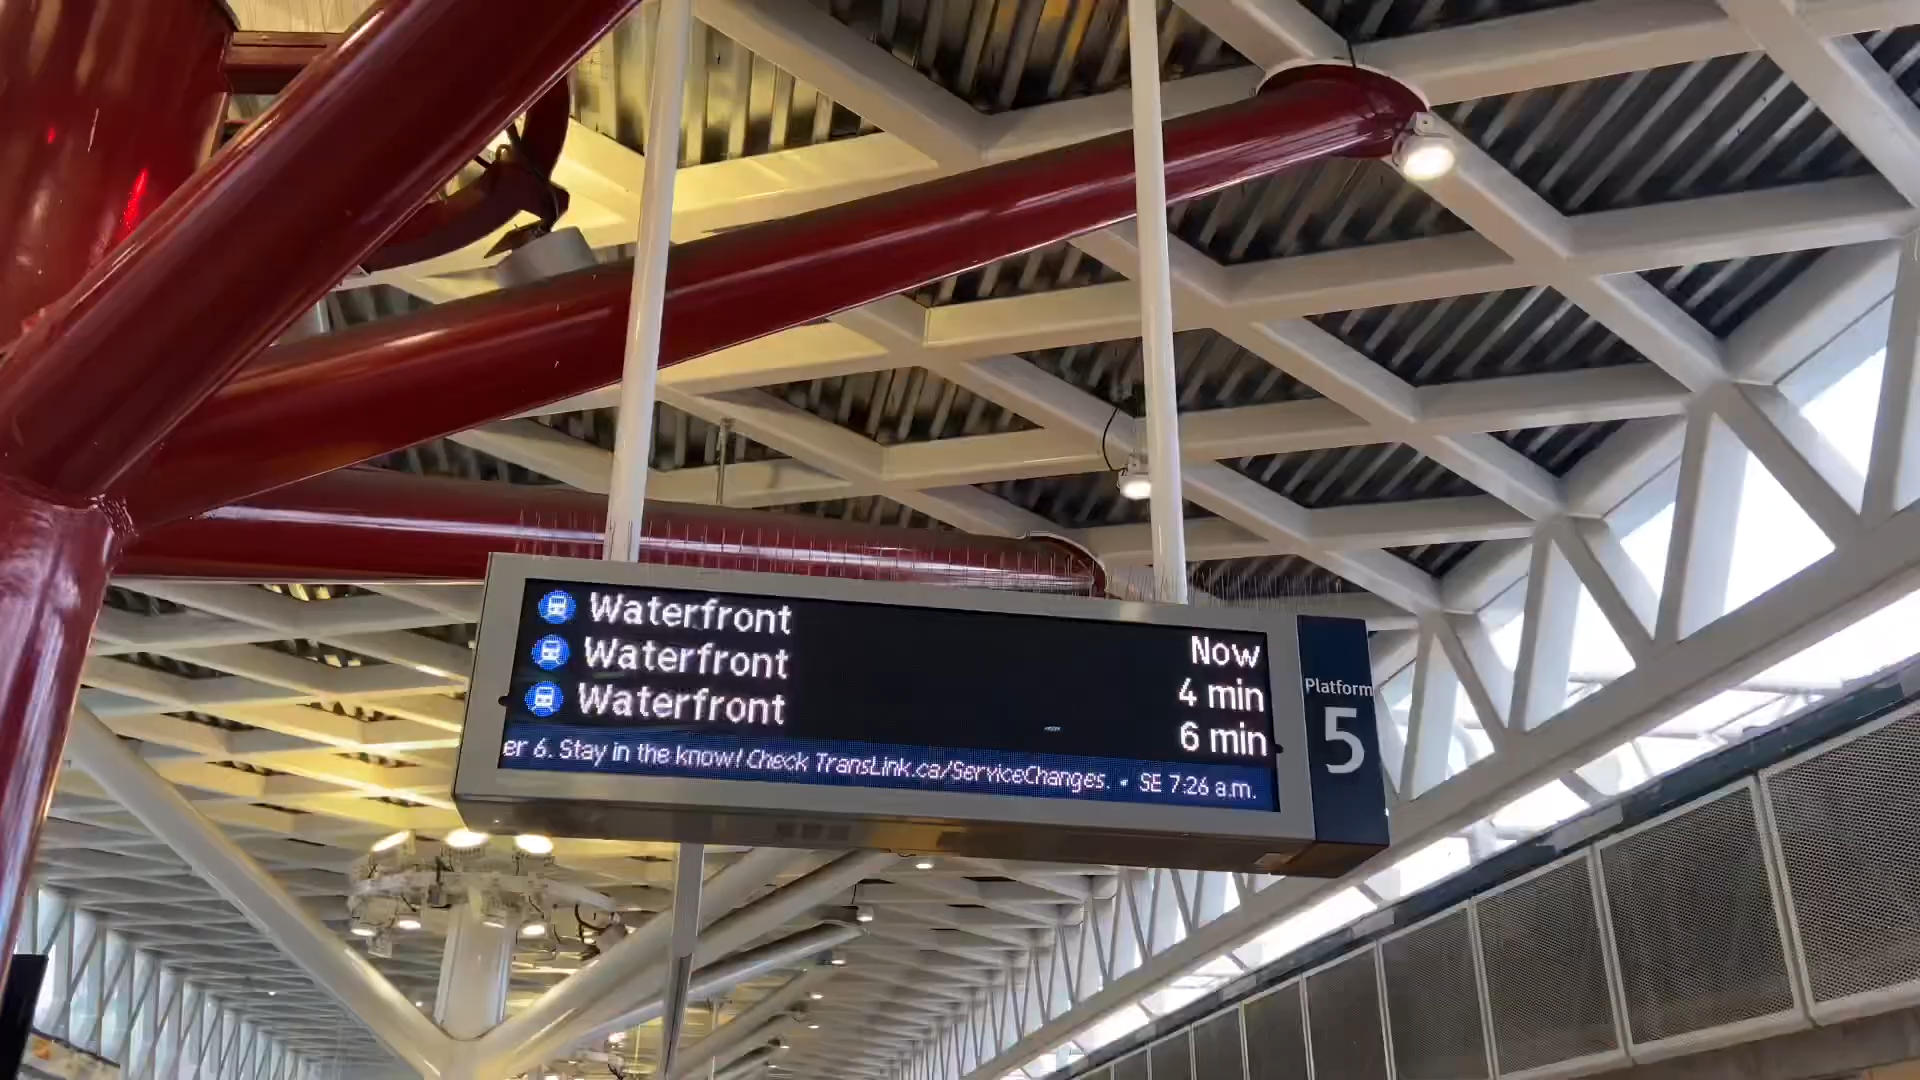 Waterfront Now
Waterfront 4 min
Waterfront 6 min
er 6. Stay in the know! Check TransLink.ca/ServiceChanges. • SE 7:26 a.m.
Platform
5